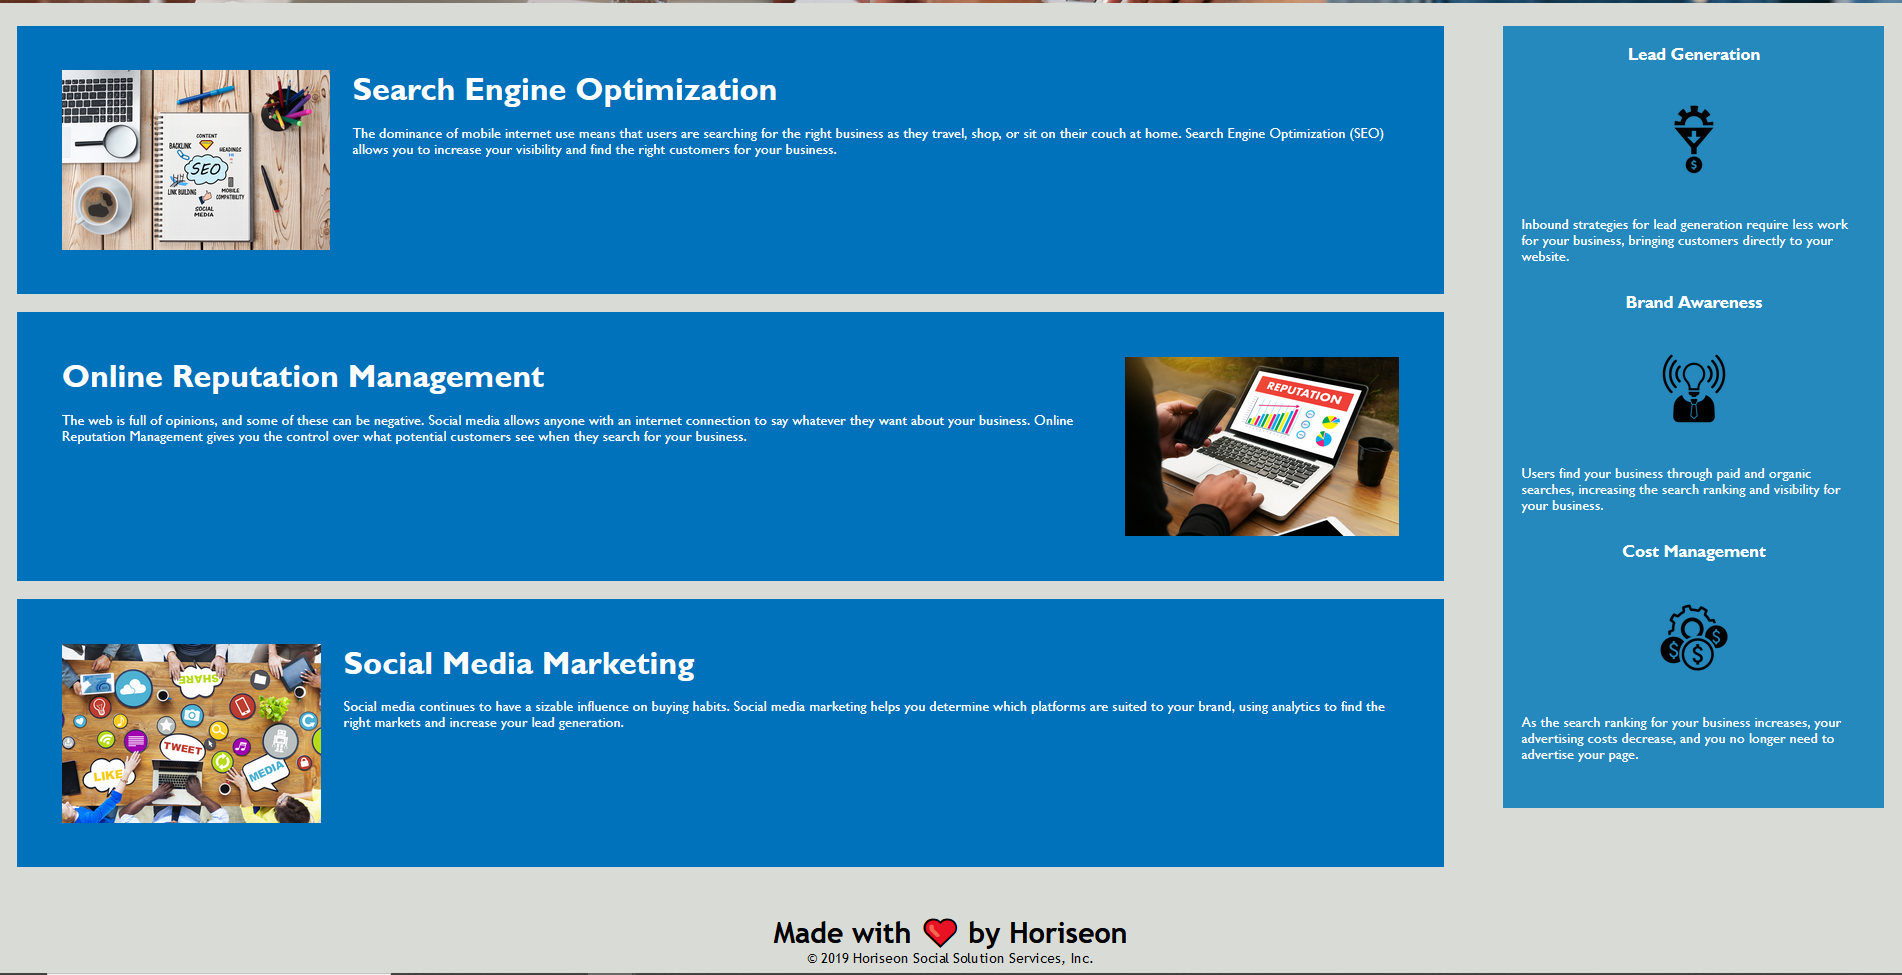 Search Engine Optimization
The dominance of mobile internet use means that users are searching for the right business as they travel, shop, or sit on their couch at home. Search Engine Optimization (SEO)
allows you to increase your visibility and find the right customers for your business.
CONTENT
BACKLINK
HEADINGS
SEO
LINK BUILDING
MOBILE
COMPATIBILITY
SOCIAL
MEDIA
Online Reputation Management
The web is full of opinions, and some of these can be negative. Social media allows anyone with an internet connection to say whatever they want about your business. Online
Reputation Management gives you the control over what potential customers see when they search for your business.
REPUTATION
Social Media Marketing
Social media continues to have a sizable influence on buying habits. Social media marketing helps you determine which platforms are suited to your brand, using analytics to find the
right markets and increase your lead generation.
SHARE
TWEET
LIKE
MEDIA
Lead Generation
$
Inbound strategies for lead generation require less work
for your business, bringing customers directly to your
website.
Brand Awareness
Users find your business through paid and organic
searches, increasing the search ranking and visibility for
your business.
Cost Management
$
$ $
As the search ranking for your business increases, your
advertising costs decrease, and you no longer need to
advertise your page.
Made with ❤️ by Horiseon
© 2019 Horiseon Social Solution Services, Inc.